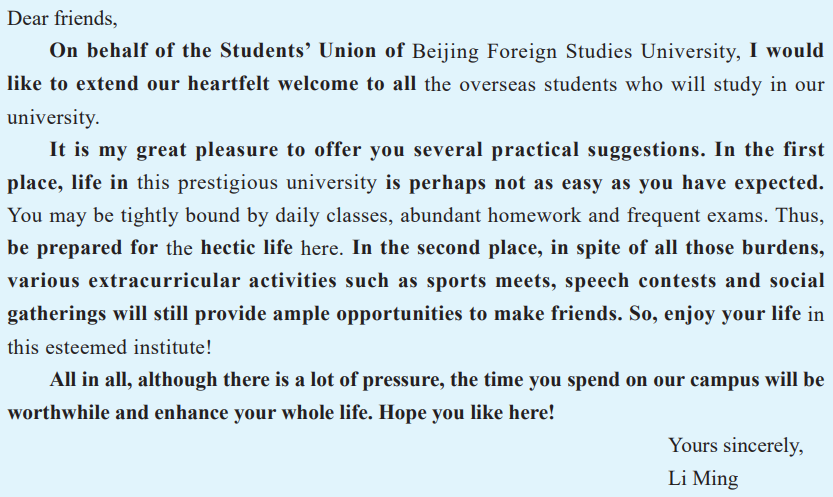 Dear friends,
On behalf of the Students’ Union of Beijing Foreign Studies University, I would
like to extend our heartfelt welcome to all the overseas students who will study in our
university.
It is my great pleasure to offer you several practical suggestions. In the first
place, life in this prestigious university is perhaps not as easy as you have expected.
You may be tightly bound by daily classes, abundant homework and frequent exams. Thus,
be prepared for the hectic life here. In the second place, in spite of all those burdens,
various extracurricular activities such as sports meets, speech contests and social
gatherings will still provide ample opportunities to make friends. So, enjoy your life in
this esteemed institute!
All in all, although there is a lot of pressure, the time you spend on our campus will be
worthwhile and enhance your whole life. Hope you like here!
Yours sincerely,
Li Ming